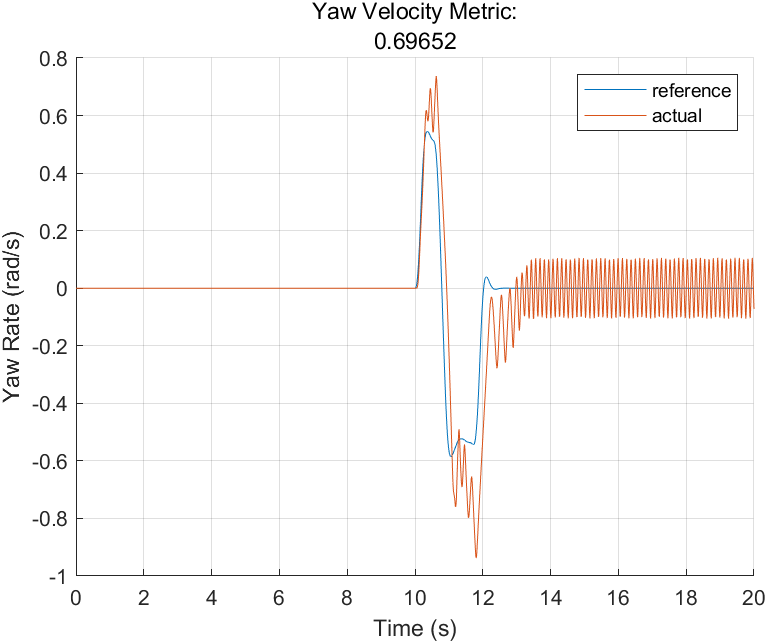 Yaw Velocity Metric:
0.69652
reference
actual
0.8
0.6
0.4
0.2
0
-0.2
-0.4
-0.6
-0.8
-1
Yaw Rate (rad/s)
0 2 4 6 8 10 12 14 16 18 20
Time (s)